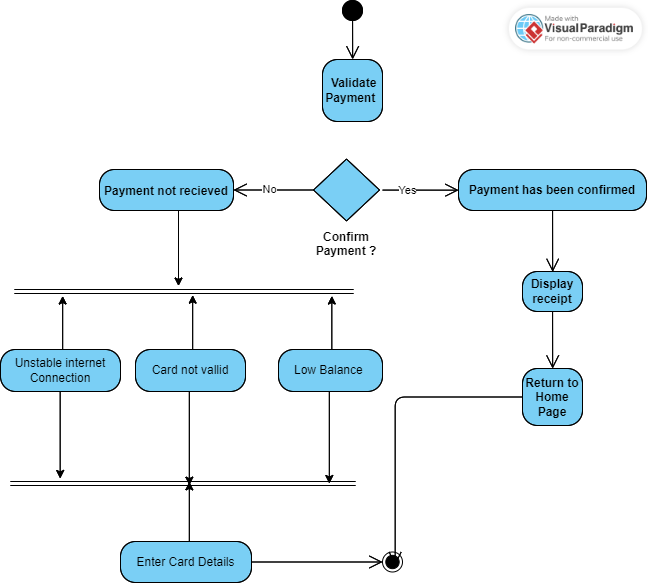 Made with
Visual Paradigm
For non-commercial use
Validate
Payment
Payment not recieved
No
Yes
Payment has been confirmed
Confirm
Payment ?
Display
receipt
Unstable internet
Connection
Card not vallid
Low Balance
Return to
Home
Page
Enter Card Details